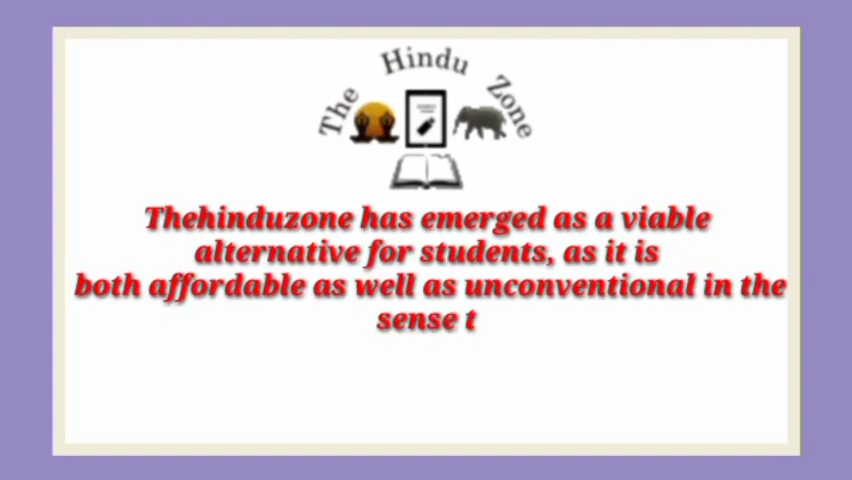 The Hindu Zone
Thehinduzone has emerged as a viable
alternative for students, as it is
both affordable as well as unconventional in the
sense t